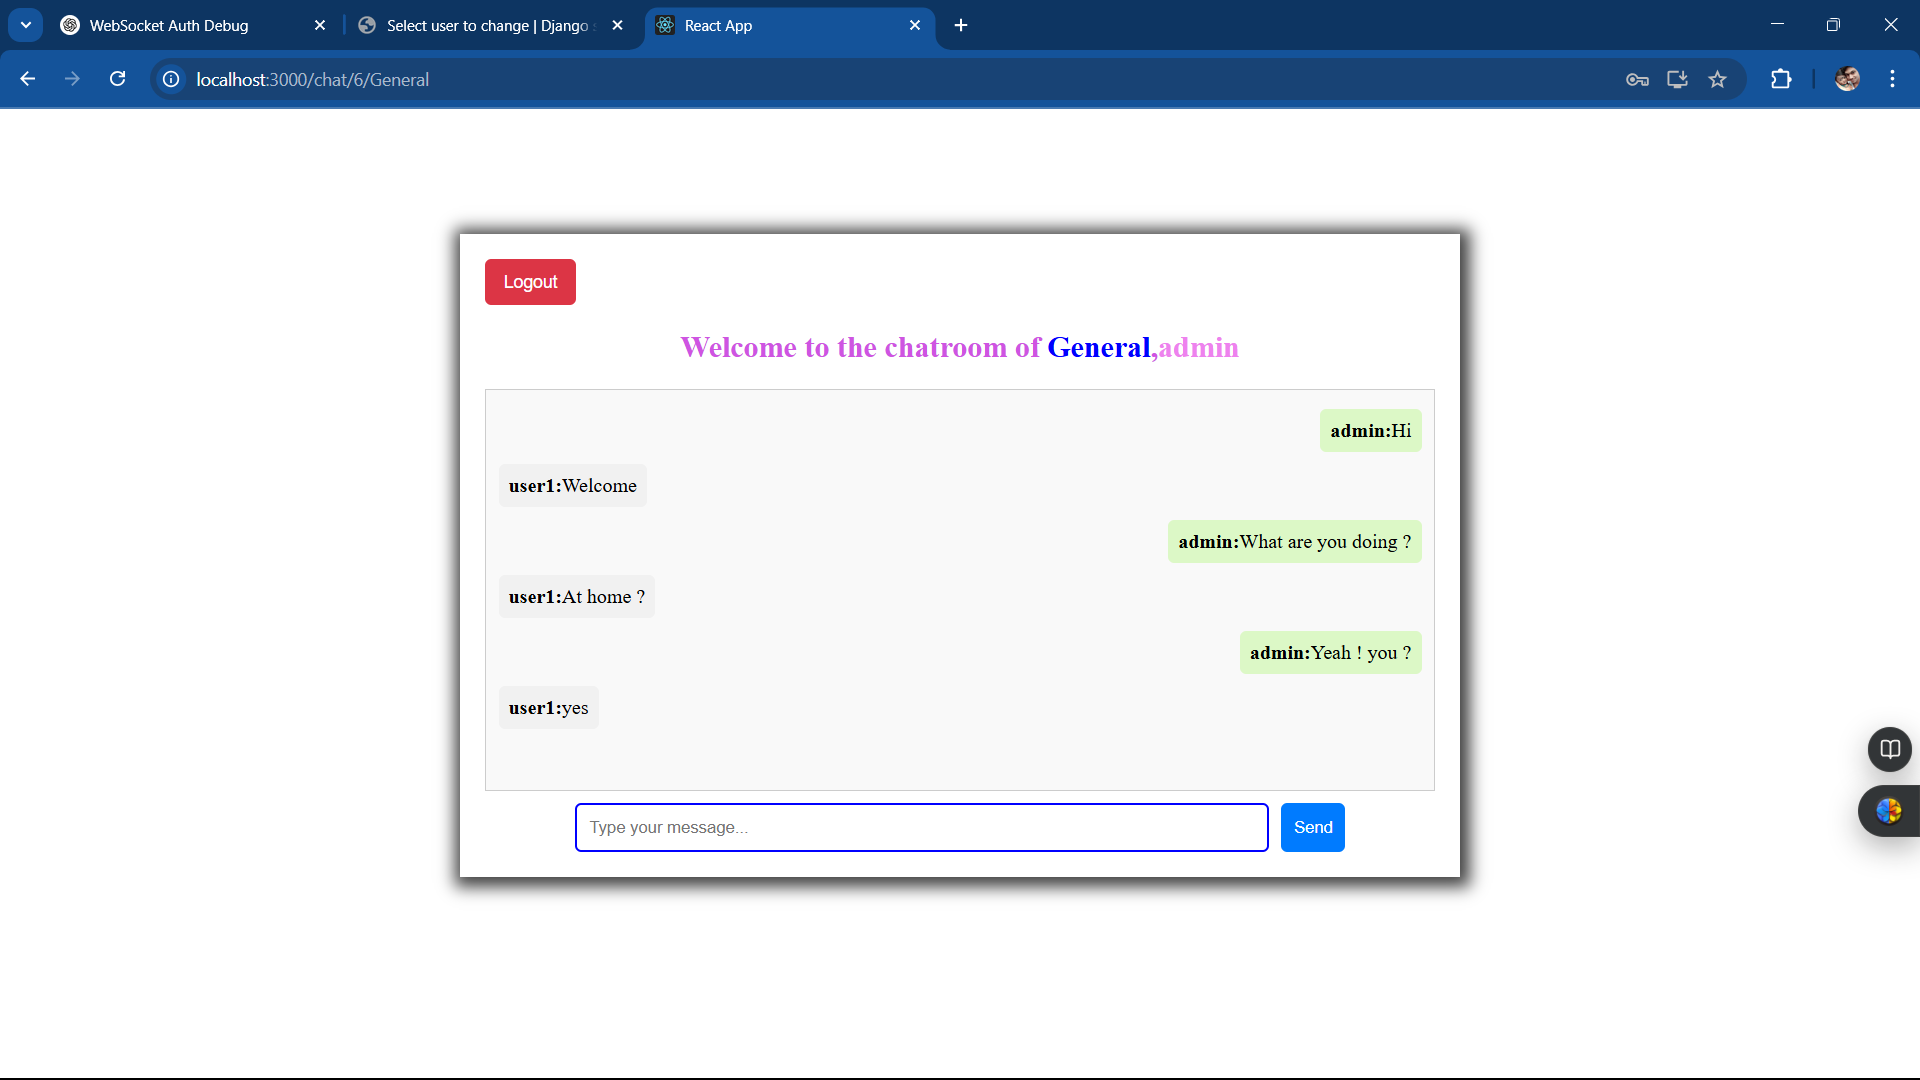 WebSocket Auth Debug
Select user to change | Django
React App
localhost:3000/chat/6/General
Logout
Welcome to the chatroom of General,admin
admin:Hi
user1:Welcome
admin:What are you doing ?
user1:At home ?
admin:Yeah ! you ?
user1:yes
Type your message...
Send